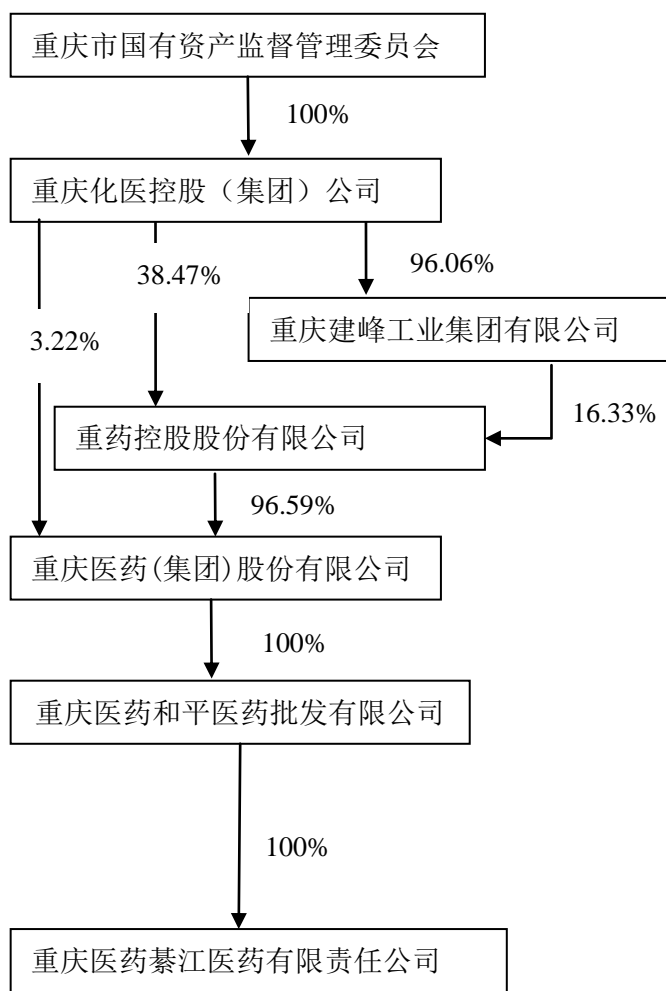 重庆市国有资产监督管理委员会
100%
重庆化医控股（集团）公司
38.47%
96.06%
3.22%
重庆建峰工业集团有限公司
16.33%
重药控股股份有限公司
96.59%
重庆医药(集团)股份有限公司
100%
重庆医药和平医药批发有限公司
100%
重庆医药綦江医药有限责任公司